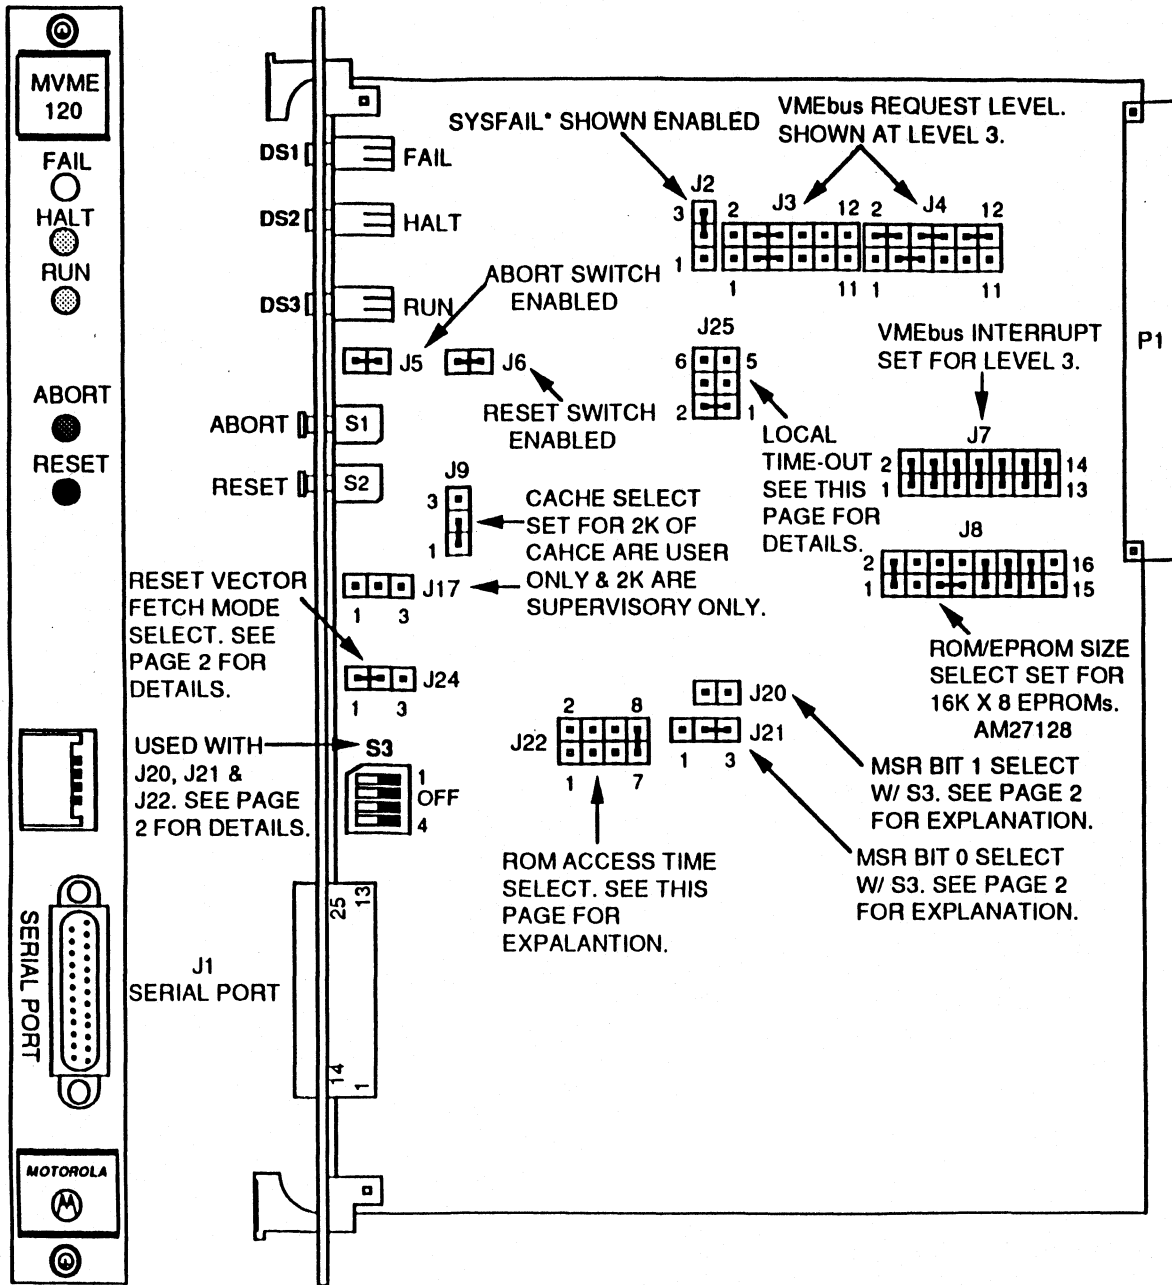 MVME
120
FAIL
HALT
RUN
ABORT
RESET
SERIAL PORT
MOTOROLA
DS1
FAIL
DS2
HALT
DS3
RUN
SYSFAIL* SHOWN ENABLED
VMEbus REQUEST LEVEL.
SHOWN AT LEVEL 3.
J2
3
1
J3
2
12
1
11
J4
2
12
1
11
P1
ABORT SWITCH
ENABLED
J5
J6
RESET SWITCH
ENABLED
J25
6
5
2
1
LOCAL
TIME-OUT
SEE THIS
PAGE FOR
DETAILS.
VMEbus INTERRUPT
SET FOR LEVEL 3.
J7
2
14
1
13
J8
2
16
1
15
ROM/EPROM SIZE
SELECT SET FOR
16K X 8 EPROMs.
AM27128
ABORT
S1
RESET
S2
J9
3
1
CACHE SELECT
SET FOR 2K OF
CAHCE ARE USER
ONLY & 2K ARE
SUPERVISORY ONLY.
J17
1
3
RESET VECTOR
FETCH MODE
SELECT. SEE
PAGE 2 FOR
DETAILS.
J24
1
3
USED WITH
J20, J21 &
J22. SEE PAGE
2 FOR DETAILS.
S3
1
OFF
4
J22
2
8
1
7
J20
J21
1
3
MSR BIT 1 SELECT
W/ S3. SEE PAGE 2
FOR EXPLANATION.
MSR BIT 0 SELECT
W/ S3. SEE PAGE 2
FOR EXPLANATION.
ROM ACCESS TIME
SELECT. SEE THIS
PAGE FOR
EXPALANTION.
J1
SERIAL PORT
25
13
14
1